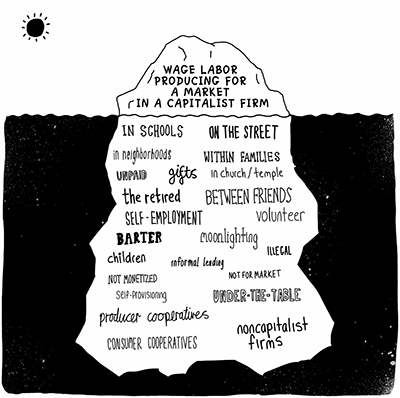 WAGE LABOR
PRODUCING FOR
A MARKET
IN A CAPITALIST FIRM
IN SCHOOLS ON THE STREET
in neighborhoods WITHIN FAMILIES
UNPAID gifts in church/temple
the retired BETWEEN FRIENDS
SELF-EMPLOYMENT volunteer
BARTER moonlighting
children informal lending ILLEGAL
NOT MONETIZED NOT FOR MARKET
Self-provisioning UNDER-THE-TABLE
producer cooperatives
CONSUMER COOPERATIVES noncapitalist
firms